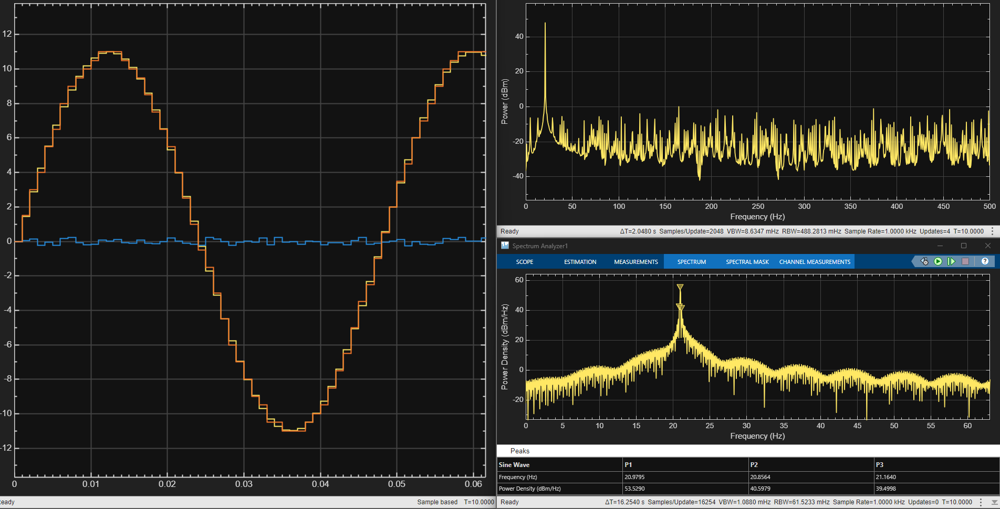 12
10
8
6
4
2
0
-2
-4
-6
-8
-10
-12
0 0.01 0.02 0.03 0.04 0.05 0.06
eady Sample based T=10.0000
Power (dBm)
40
20
0
-20
-40
0 50 100 150 200 250 300 350 400 450 500
Frequency (Hz)
Ready ΔT=2.0480 s Samples/Update=2048 VBW=8.6347 mHz RBW=488.2813 mHz Sample Rate=1.0000 kHz Updates=4 T=10.0000
Spectrum Analyzer1
SCOPE ESTIMATION MEASUREMENTS SPECTRUM SPECTRAL MASK CHANNEL MEASUREMENTS ?
Power Density (dBm/Hz)
60
40
20
0
-20
0 5 10 15 20 25 30 35 40 45 50 55 60
Frequency (Hz)
Peaks
Sine Wave P1 P2 P3
Frequency (Hz) 20.9795 20.8564 21.1640
Power Density (dBm/Hz) 53.5290 40.5979 39.4998
Ready ΔT=16.2540 s Samples/Update=16254 VBW=1.0880 mHz RBW=61.5233 mHz Sample Rate=1.0000 kHz Updates=0 T=10.0000